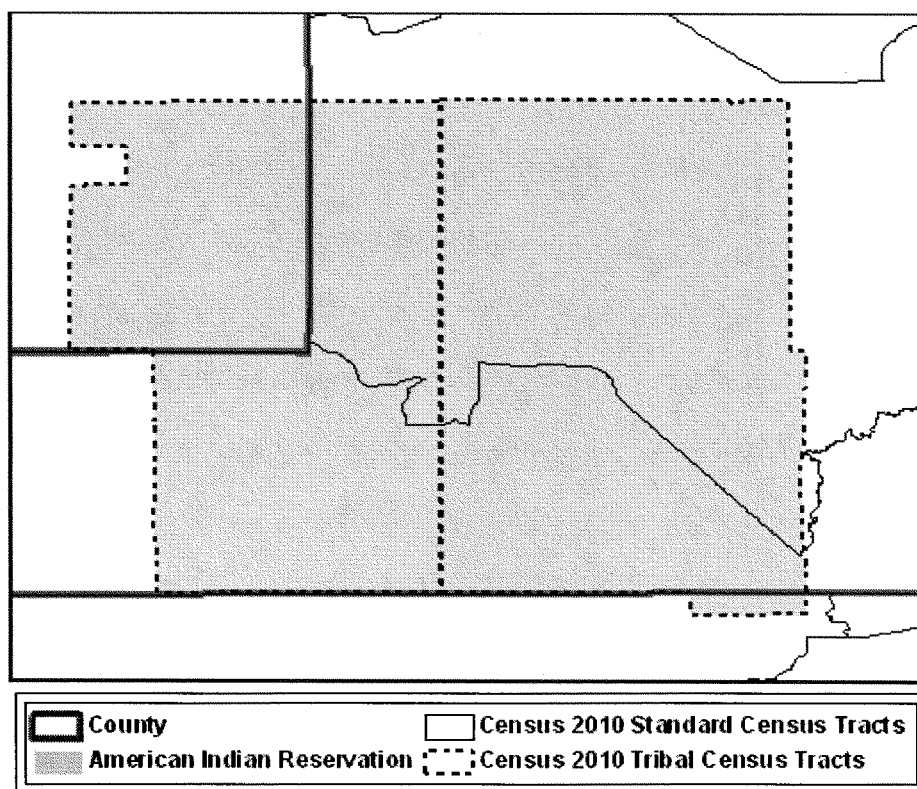 County
Census 2010 Standard Census Tracts
American Indian Reservation
Census 2010 Tribal Census Tracts